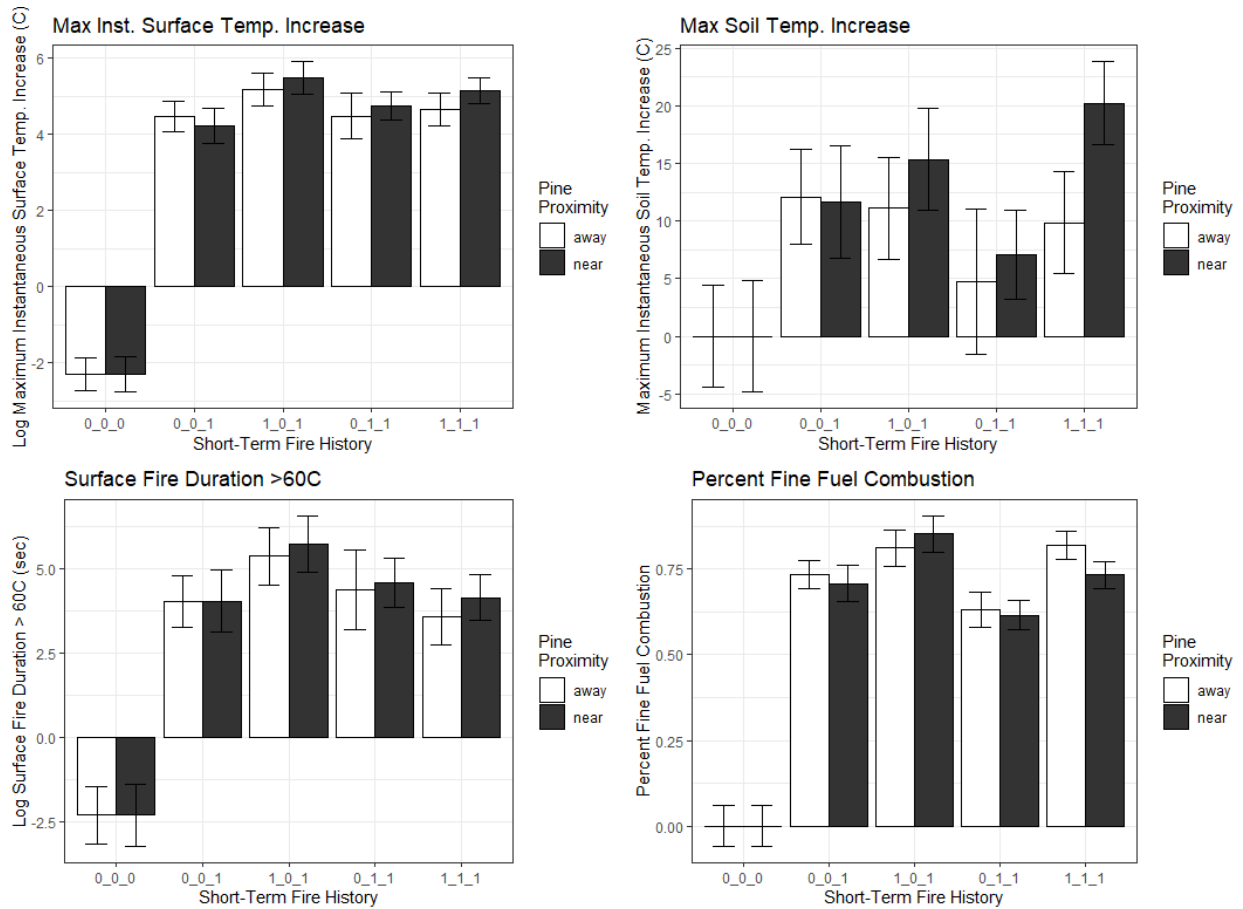 Max Inst. Surface Temp. Increase
Log Maximum Instantaneous Surface Temp. Increase (C)
6
4
2
0
-2
0_0_0 0_0_1 1_0_1 0_1_1 1_1_1
Short-Term Fire History
Pine
Proximity
away
near
Max Soil Temp. Increase
Maximum Instantaneous Soil Temp. Increase (C)
25
20
15
10
5
0
-5
0_0_0 0_0_1 1_0_1 0_1_1 1_1_1
Short-Term Fire History
Pine
Proximity
away
near
Surface Fire Duration >60C
Log Surface Fire Duration > 60C (sec)
5.0
2.5
0.0
-2.5
0_0_0 0_0_1 1_0_1 0_1_1 1_1_1
Short-Term Fire History
Pine
Proximity
away
near
Percent Fine Fuel Combustion
Percent Fine Fuel Combustion
0.75
0.50
0.25
0.00
0_0_0 0_0_1 1_0_1 0_1_1 1_1_1
Short-Term Fire History
Pine
Proximity
away
near